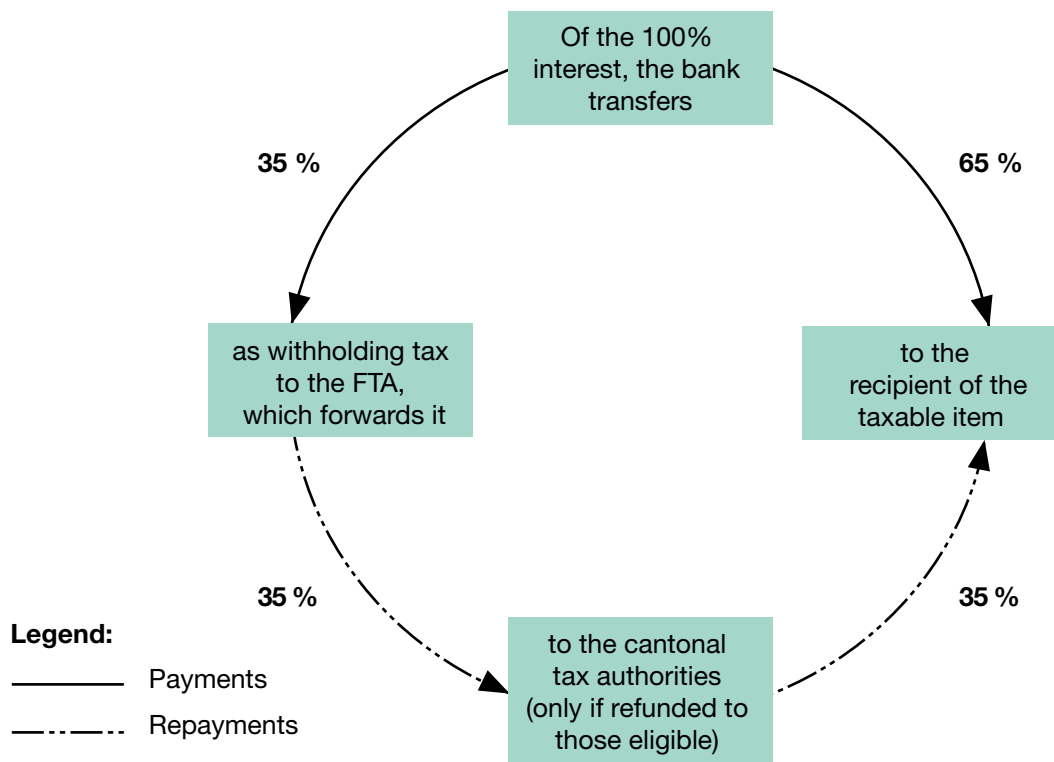 Of the 100%
interest, the bank
transfers
35 %
65 %
as withholding tax
to the FTA,
which forwards it
to the
recipient of the
taxable item
35 %
35 %
to the cantonal
tax authorities
(only if refunded to
those eligible)
Legend:
Payments
Repayments